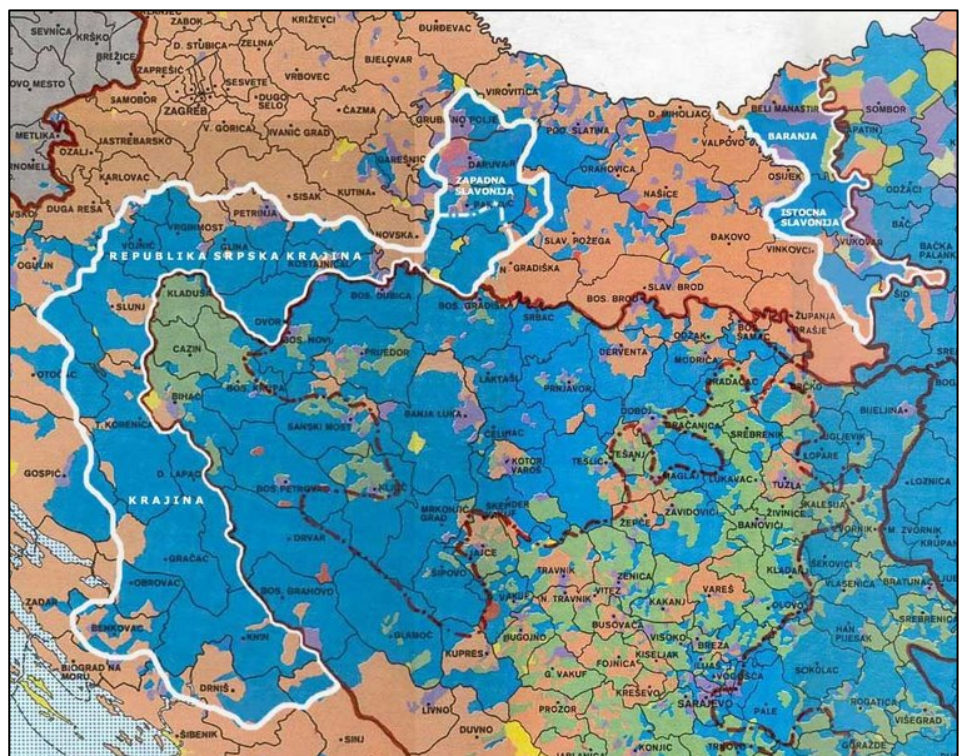 SEVNICA
KRŠKO
BREŽICE
OVO MESTO
METLIKA
ZABOK
KRIŽEVCI
ĐURĐEVAC
D. STUBICA
ZELINA
BJELOVAR
ZAPREŠIĆ
SESVETE
VRBOVEC
DUGO
SELO
SAMOBOR
ZAGREB
ČAZMA
VIROVITICA
JASTREBARSKO
V. GORICA
IVANIĆ GRAD
GRUBIŠNO POLJE
POD. SLATINA
D. MIHOLJAC
BELI MANASTIR
SOMBOR
OZALJ
VALPOVO
BARANJA
APATIN
KARLOVAC
GAREŠNIC
DARUVAR
ORAHOVICA
OSIJEK
ODŽACI
DUGA RESA
SISAK
KUTINA
ZAPADNA
SLAVONIJA
NAŠICE
PETRINJA
ISTOCNA
SLAVONIJA
BAČ
VRGINMOST
NOVSKA
ĐAKOVO
VUKOVAR
BAČKA
PALANK
VOJNIĆ
GLINA
SLAV. POŽEGA
VINKOVCI
OGULIN
REPUBLIKA SRPSKA KRAJINA
KOSTAJNICA
N. GRADIŠKA
ŠID
SLUNJ
V. KLADUŠA
BOS. DUBICA
BOS. GRADIŠKA
BOS. BROD
SLAV. BROD
ŽUPANJA
DVOR
SRBAC
ORAŠJE
CAZIN
BOS. NOVI
PRIJEDOR
DERVENTA
ODŽAK
BOS.
ŠAMAC
MODRIČA
OTOČAC
BOS. KRUPA
LAKTAŠI
PRNJAVOR
GRADAČAC
BRČKO
BIHAĆ
BANJA LUKA
DOBOJ
GRAČANICA
BIJELJINA
T. KORENICA
SANSKI MOST
ČELINAC
SREBRENIK
UGLJEVIK
GOSPIĆ
KOTOR
VAROŠ
TESLIĆ
TEŠANJ
LOPARE
D. LAPAC
BOS. PETROVAC
KLJUČ
MAGLAJ
LUKAVAC
TUZLA
LOZNICA
KRAJINA
MRKONJIĆ
GRAD
SKENDER
VAKUF
ZAVIDOVIĆI
ŽIVINICE
KALESIJA
DRVAR
ŽEPČE
BANOVIĆI
ZVORNIK
M. ZVORNIK
GRAČAC
JAJCE
KRUPANJ
OBROVAC
ŠIPOVO
TRAVNIK
ZENICA
KLADANJ
ŠEKOVIĆI
VLASENICA
BRATUNAC
ZADAR
BOS. GRAHOVO
N. TRAVNIK
VITEZ
VAREŠ
KAKANJ
OLOVO
SREBRENICA
BENKOVAC
KNIN
GLAMOČ
BUGOJNO
BUSOVAČA
VISOKO
BREZA
HAN
PIJESAK
BIOGRAD NA
MORU
KUPRES
FOJNICA
KISELJAK
ILIJAŠ
VOGOŠĆA
SOKOLAC
DRNIŠ
G. VAKUF
KREŠEVO
SARAJEVO
PALE
ROGATICA
ŠIBENIK
LIVNO
PROZOR
VIŠEGRAD
SINJ
DUVNO
KONJIC
TRNOVO
GORAŽDE
JABLANICA